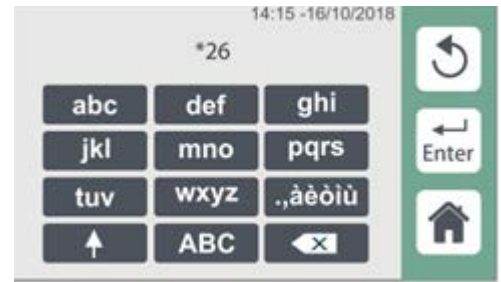 14:15 -16/10/2018
*26
abc def ghi
jkl mno pqrs
Enter
tuv wxyz .,àèòìù
ABC